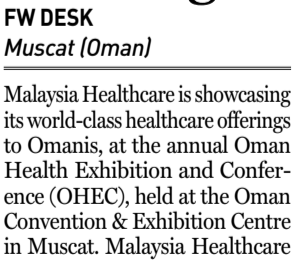 FW DESK
Muscat (Oman)
Malaysia Healthcare is showcasing
its world-class healthcare offerings
to Omanis, at the annual Oman
Health Exhibition and Confer-
ence (OHEC), held at the Oman
Convention & Exhibition Centre
in Muscat. Malaysia Healthcare